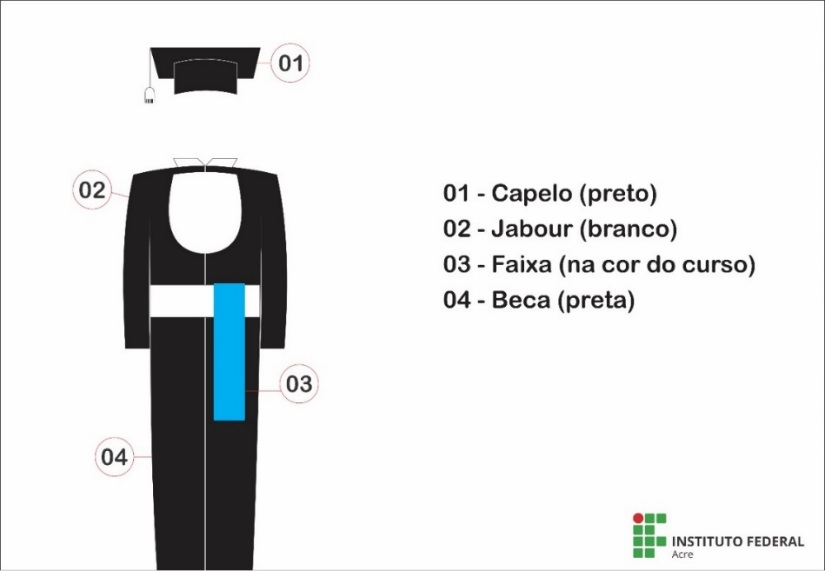 01
02
03
04
01 - Capelo (preto)
02 - Jabour (branco)
03 - Faixa (na cor do curso)
04 - Beca (preta)
INSTITUTO FEDERAL
Acre